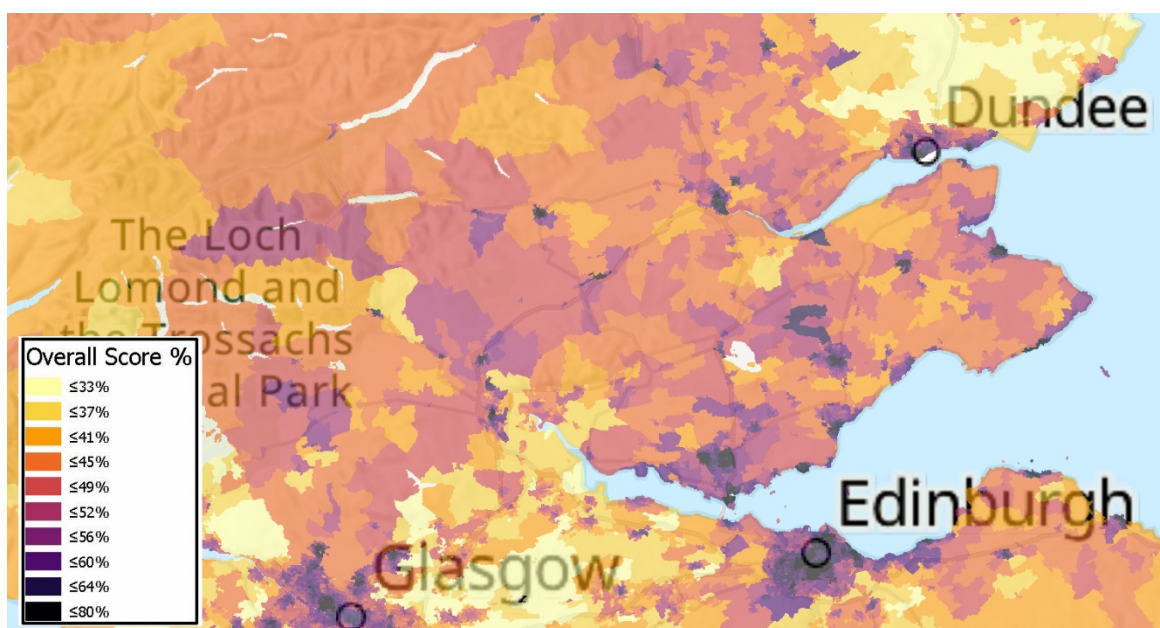 Dundee
The Loch
Lomond and
the Trossachs
National Park
Overall Score %
≤33%
≤37%
≤41%
≤45%
≤49%
≤52%
≤56%
≤60%
≤64%
≤80%
Edinburgh
Glasgow